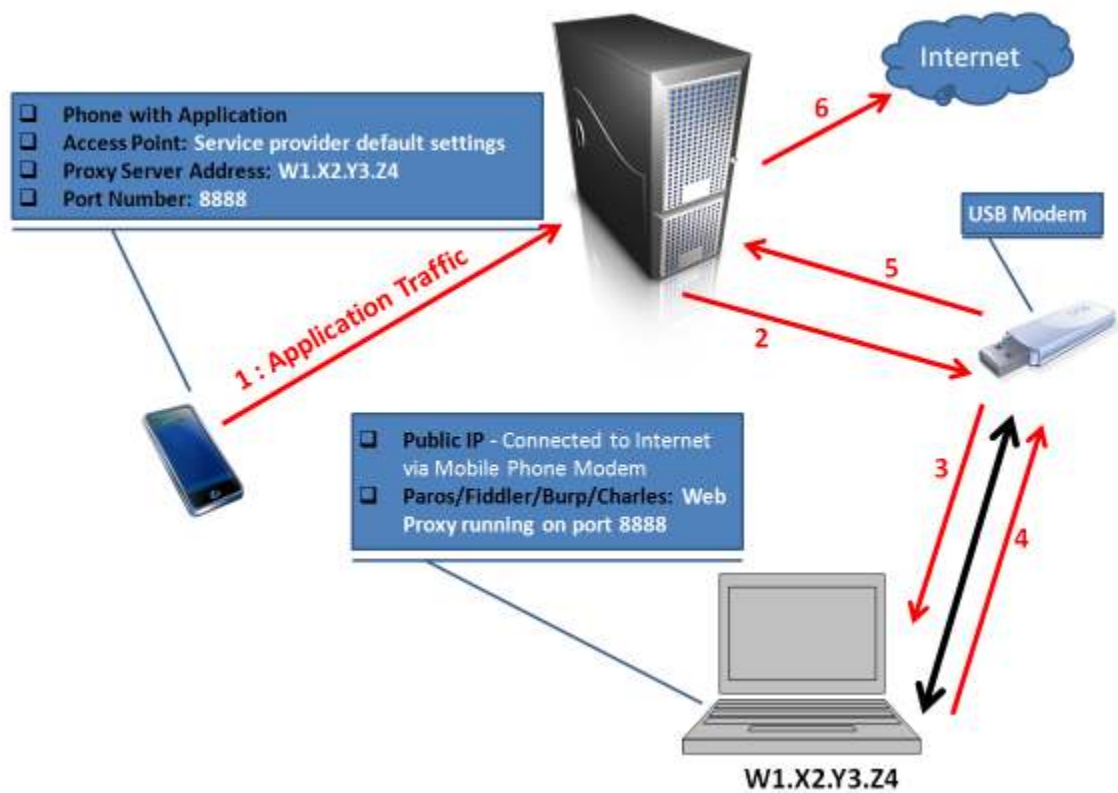 Internet
6
Phone with Application
Access Point: Service provider default settings
Proxy Server Address: W1.X2.Y3.Z4
Port Number: 8888
USB Modem
1 : Application Traffic
5
2
Public IP - Connected to Internet
via Mobile Phone Modem
Paros/Fiddler/Burp/Charles: Web
Proxy running on port 8888
3
4
W1.X2.Y3.Z4